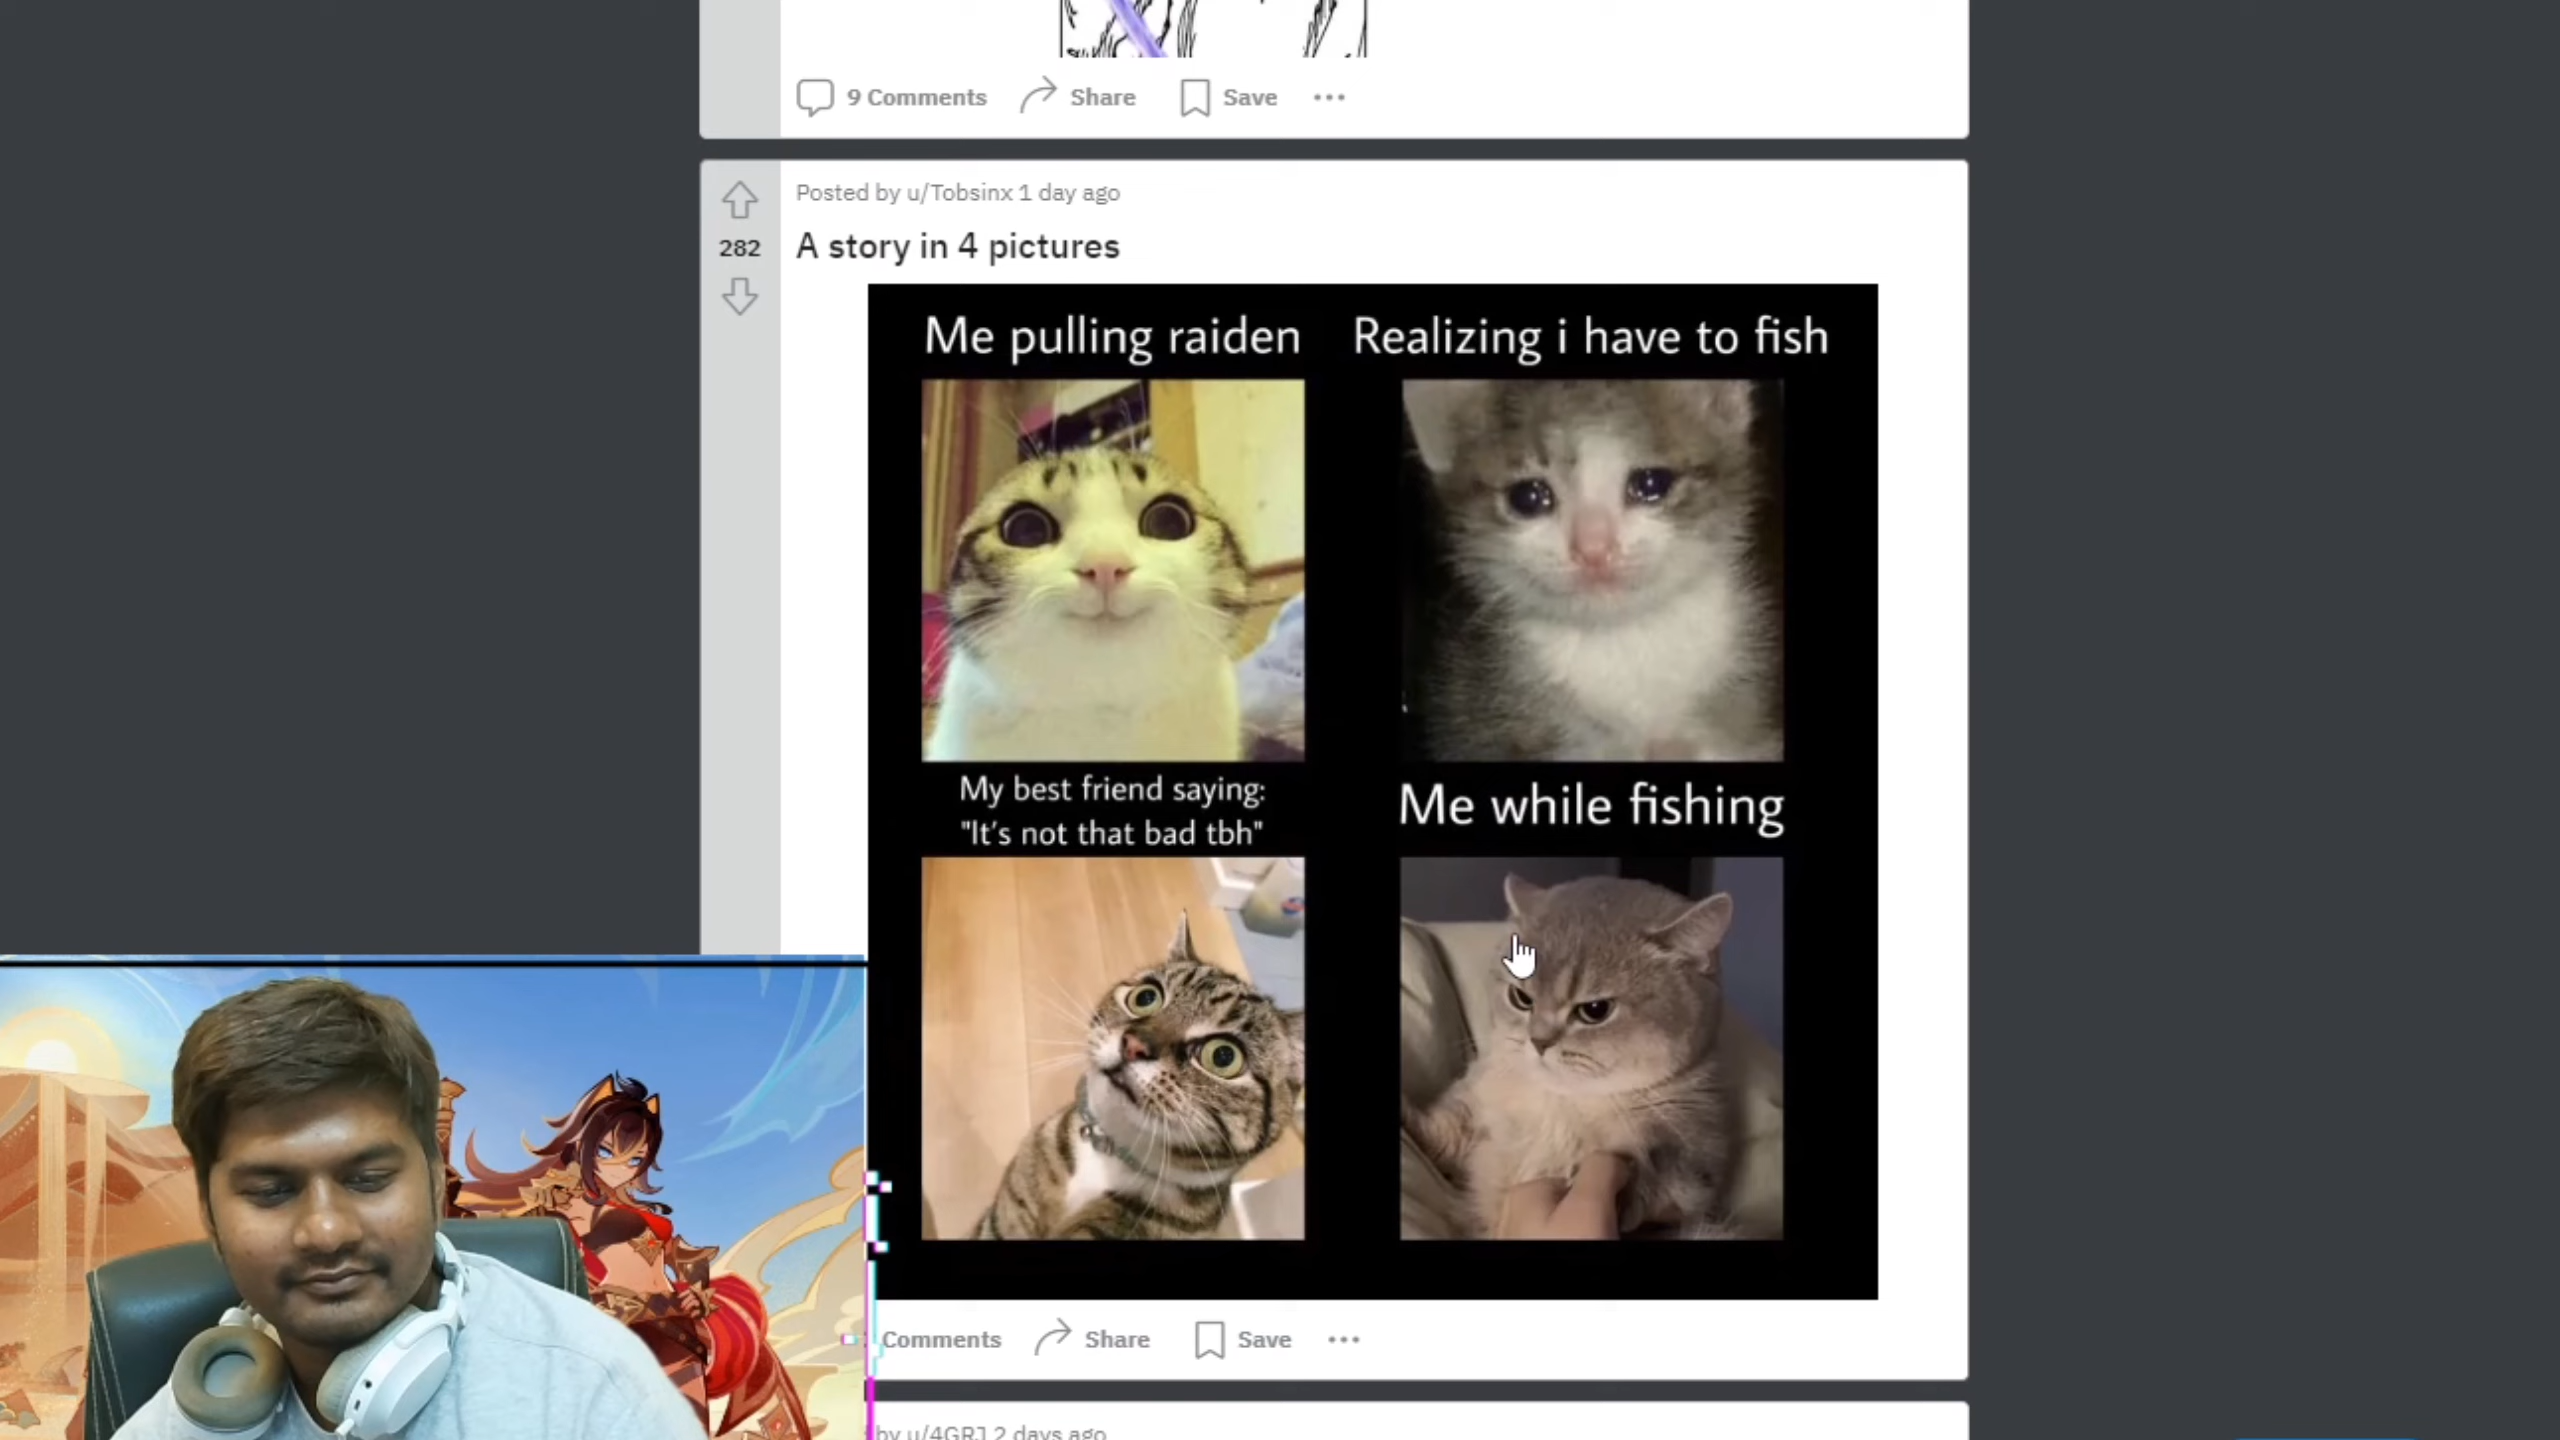 9 Comments Share Save
Posted by u/Tobsinx 1 day ago
282
A story in 4 pictures
Me pulling raiden
Realizing i have to fish
My best friend saying:
"It's not that bad tbh"
Me while fishing
Comments Share Save
by u/4GRJ 2 days ago